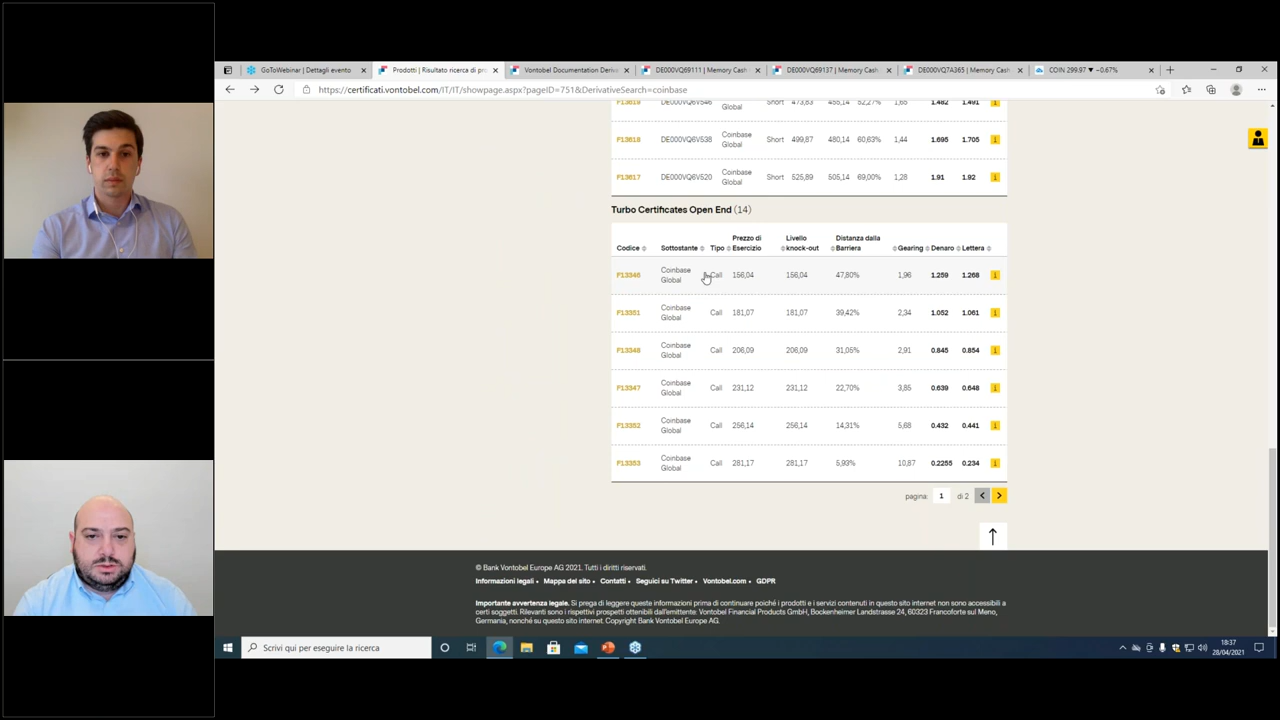 GoToWebinar | Dettagli evento
Prodotti | Risultato ricerca di pro
Vontobel Documentation Deriva
DE000VQ69111 | Memory Cash
DE000VQ69137 | Memory Cash
DE000VQ7A365 | Memory Cash
COIN 299.97 ▼ −0.67%
https://certificati.vontobel.com/IT/IT/showpage.aspx?pageID=751&DerivativeSearch=coinbase
Global
F13618 DE000VQ6V538 Coinbase Global Short 499,87 480,14 60,63% 1,44 1.695 1.705
F13617 DE000VQ6V520 Coinbase Global Short 525,89 505,14 69,00% 1,28 1.91 1.92
Turbo Certificates Open End (14)
Codice Sottostante Tipo Prezzo di Esercizio Livello knock-out Distanza dalla Barriera Gearing Denaro Lettera
F13346 Coinbase Global Call 156,04 156,04 47,80% 1,96 1.259 1.268
F13351 Coinbase Global Call 181,07 181,07 39,42% 2,34 1.052 1.061
F13348 Coinbase Global Call 206,09 206,09 31,05% 2,91 0.845 0.854
F13347 Coinbase Global Call 231,12 231,12 22,70% 3,85 0.639 0.648
F13352 Coinbase Global Call 256,14 256,14 14,31% 5,68 0.432 0.441
F13353 Coinbase Global Call 281,17 281,17 5,93% 10,87 0.2255 0.234
pagina: 1 di 2
© Bank Vontobel Europe AG 2021. Tutti i diritti riservati.
Informazioni legali • Mappa del sito • Contatti • Seguici su Twitter • Vontobel.com • GDPR
Importante avvertenza legale. Si prega di leggere queste informazioni prima di continuare poiché i prodotti e i servizi contenuti in questo sito internet non sono accessibili a
certi soggetti. Rilevanti sono i rispettivi prospetti ottenibili dall'emittente: Vontobel Financial Products GmbH, Bockenheimer Landstrasse 24, 60323 Francoforte sul Meno,
Germania, nonché su questo sito internet. Copyright Bank Vontobel Europe AG.
Scrivi qui per eseguire la ricerca
18:37
28/04/2021